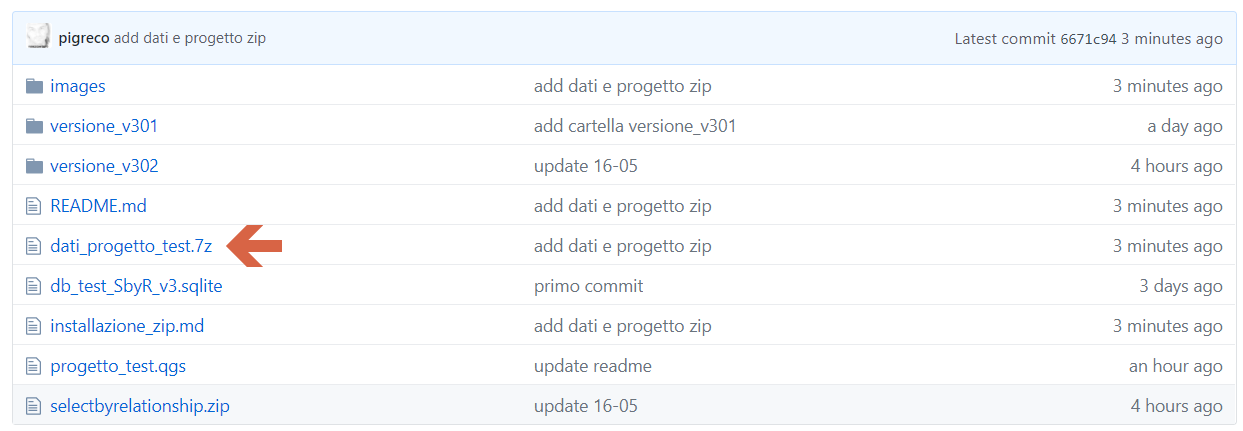 pigreco add dati e progetto zip Latest commit 6671c94 3 minutes ago
images add dati e progetto zip 3 minutes ago
versione_v301 add cartella versione_v301 a day ago
versione_v302 update 16-05 4 hours ago
README.md add dati e progetto zip 3 minutes ago
dati_progetto_test.7z add dati e progetto zip 3 minutes ago
db_test_SbyR_v3.sqlite primo commit 3 days ago
installazione_zip.md add dati e progetto zip 3 minutes ago
progetto_test.qgs update readme an hour ago
selectbyrelationship.zip update 16-05 4 hours ago